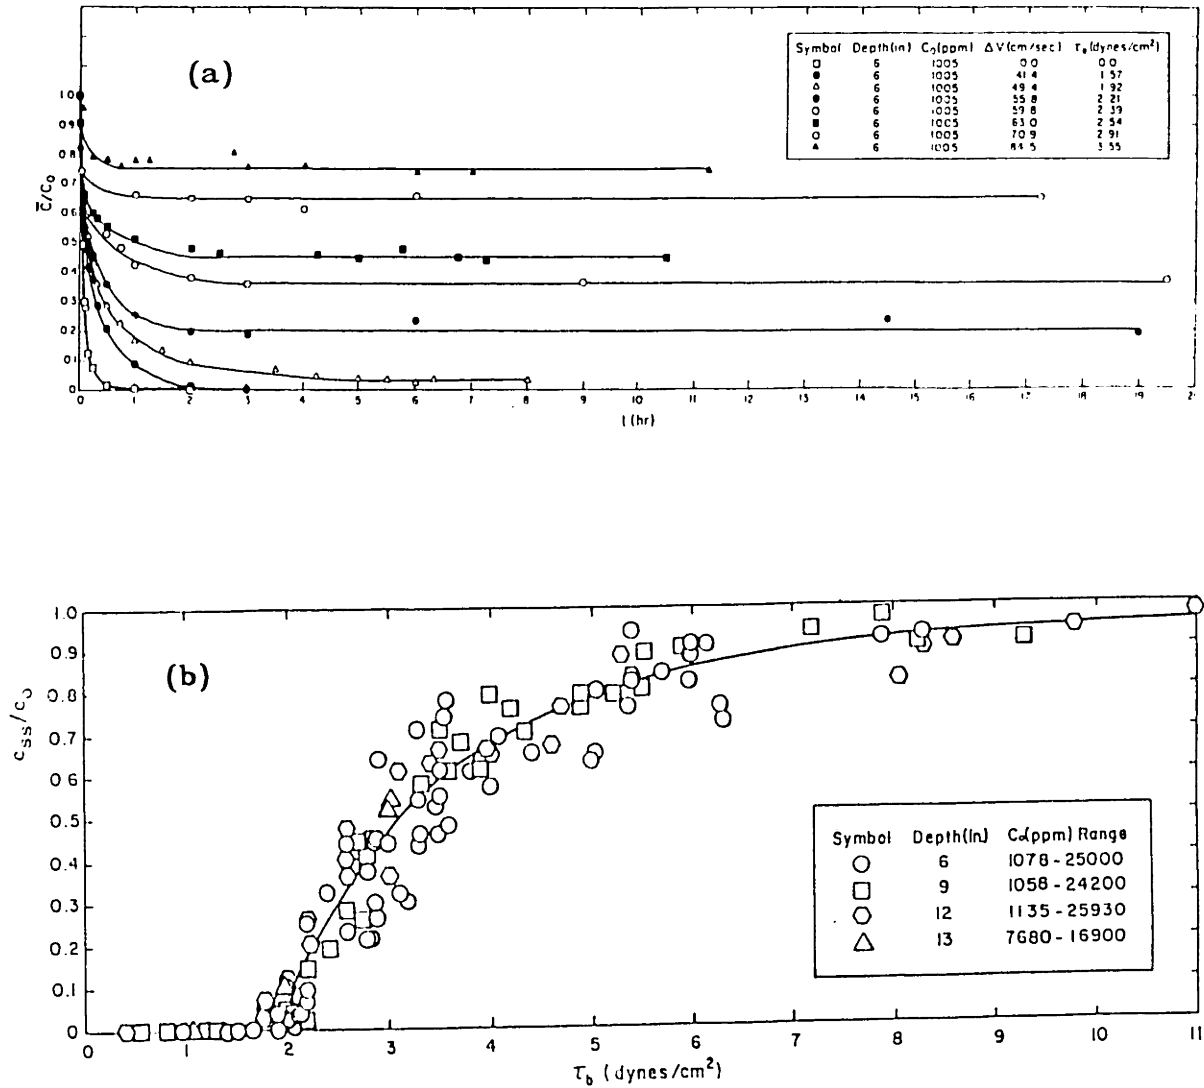 (a)
Symbol Depth(in) C₀(ppm) ΔV(cm/sec) τ (dynes/cm²)
6 1005 0.0 0.0
6 1005 41.4 1.57
6 1005 49.4 1.92
6 1005 55.8 2.21
6 1005 59.8 2.39
6 1005 63.0 2.54
6 1005 70.9 2.91
6 1005 84.5 3.55
1.0
0.9
0.8
0.7
0.6
0.5
0.4
0.3
0.2
0.1
0
C̅/C₀
0 1 2 3 4 5 6 7 8 9 10 11 12 13 14 15 16 17 18 19
t (hr)
(b)
1.0
0.9
0.8
0.7
0.6
0.5
0.4
0.3
0.2
0.1
0
c_ss/c₀
Symbol Depth(In.) Range
6 1078-25000
9 1058-24200
12 1135-25930
13 7680-16900
0 1 2 3 4 5 6 7 8 9 10 11
τ_b (dynes/cm²)